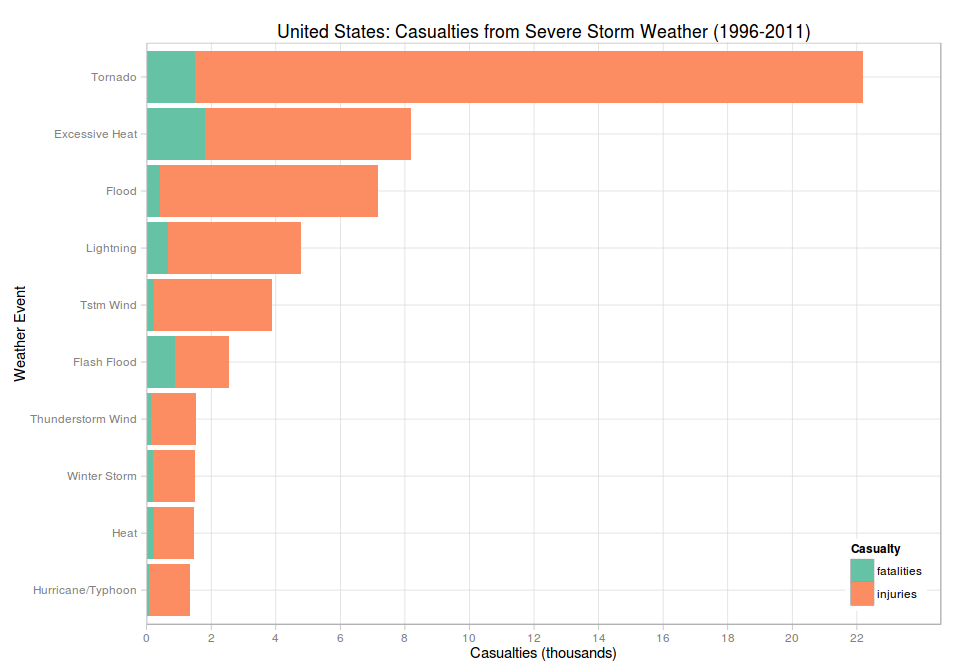 United States: Casualties from Severe Storm Weather (1996-2011)
Weather Event
Tornado
Excessive Heat
Flood
Lightning
Tstm Wind
Flash Flood
Thunderstorm Wind
Winter Storm
Heat
Hurricane/Typhoon
Casualty
fatalities
injuries
0 2 4 6 8 10 12 14 16 18 20 22
Casualties (thousands)